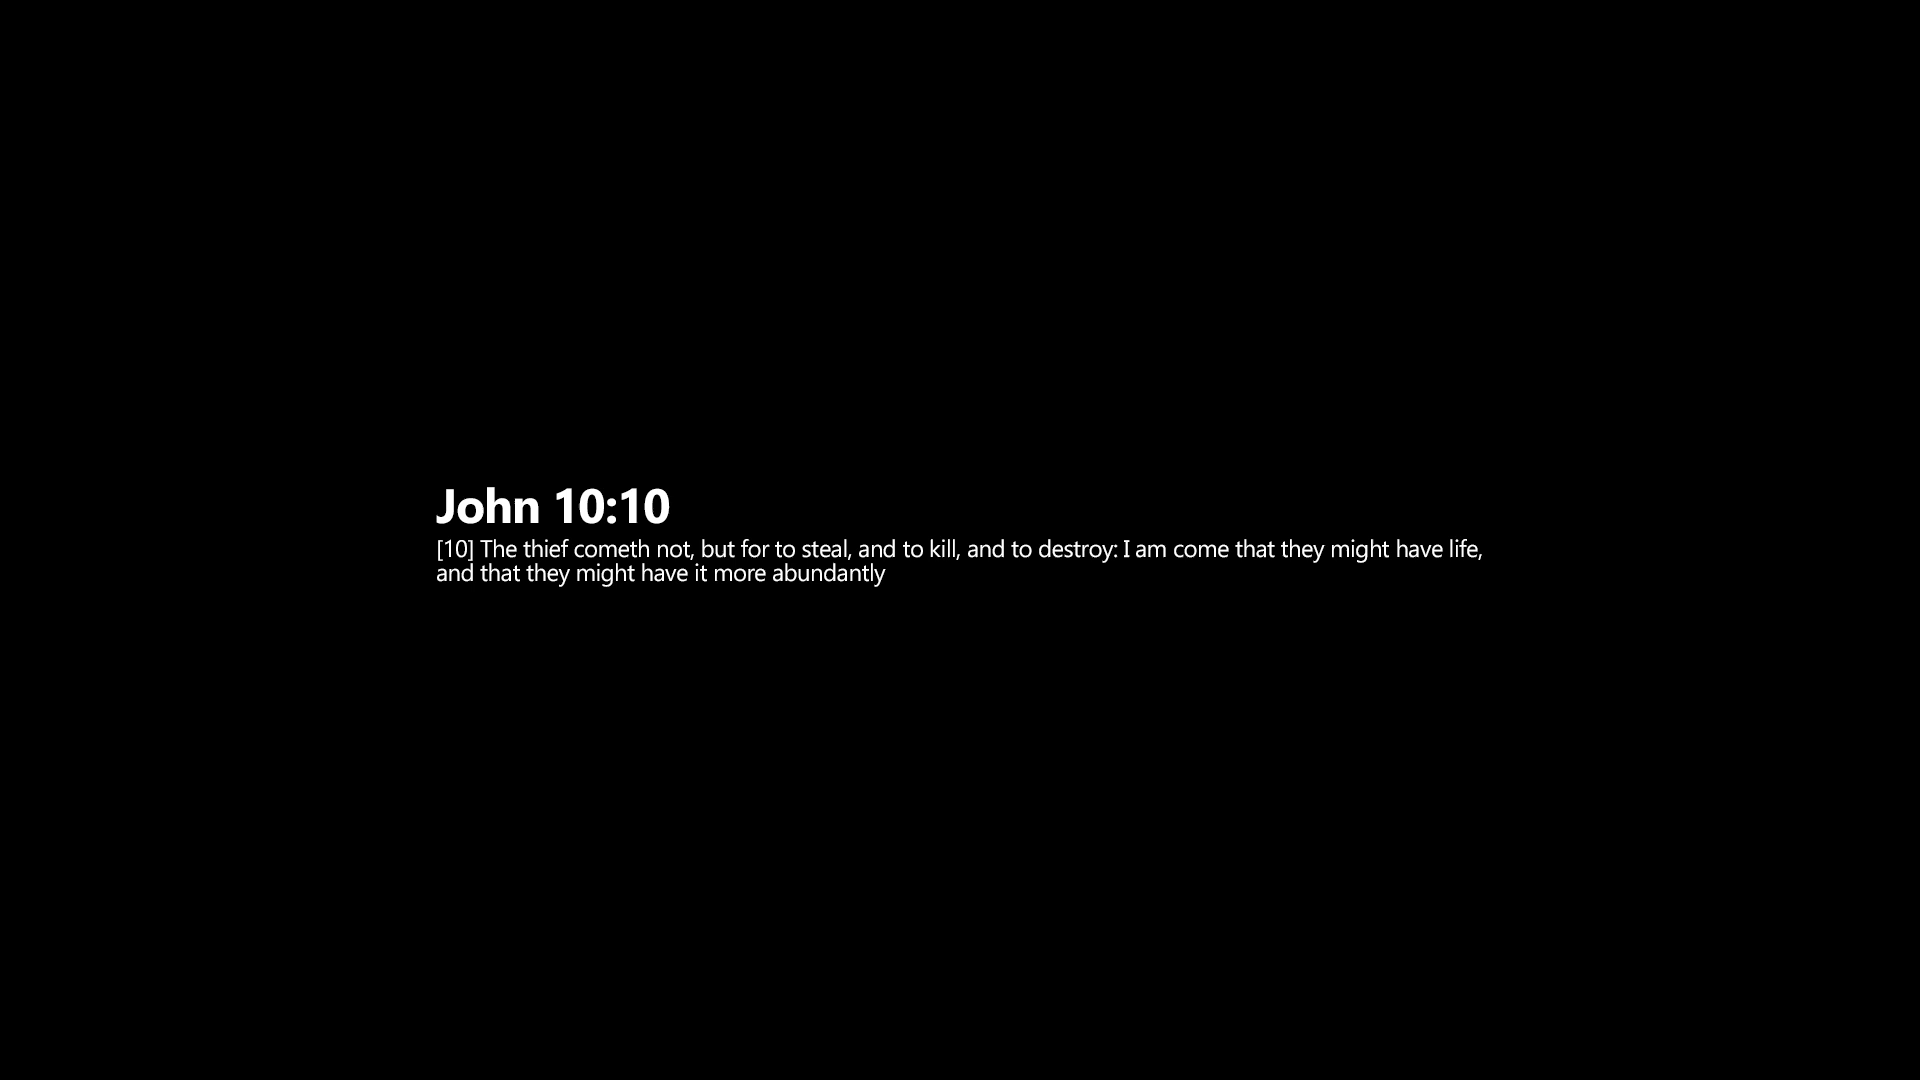 John 10:10
[10] The thief cometh not, but for to steal, and to kill, and to destroy: I am come that they might have life,
and that they might have it more abundantly